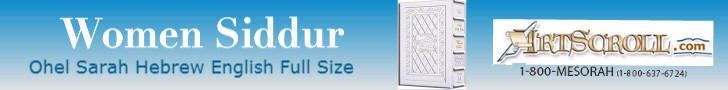 Women Siddur
Ohel Sarah Hebrew English Full Size
ARTSCROLL.com
1-800-MESORAH (1-800-637-6724)